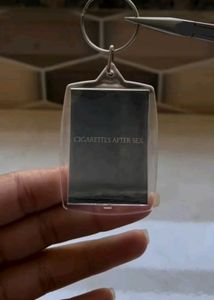 CIGARETTES AFTER SEX